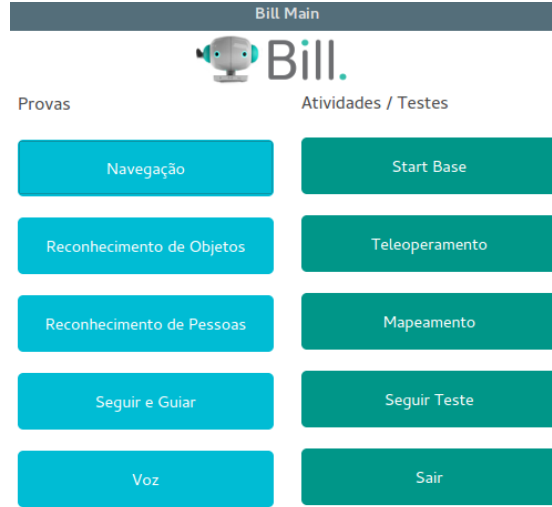 Bill Main
Bill.
Provas
Atividades / Testes
Navegação
Start Base
Reconhecimento de Objetos
Teleoperamento
Reconhecimento de Pessoas
Mapeamento
Seguir e Guiar
Seguir Teste
Voz
Sair